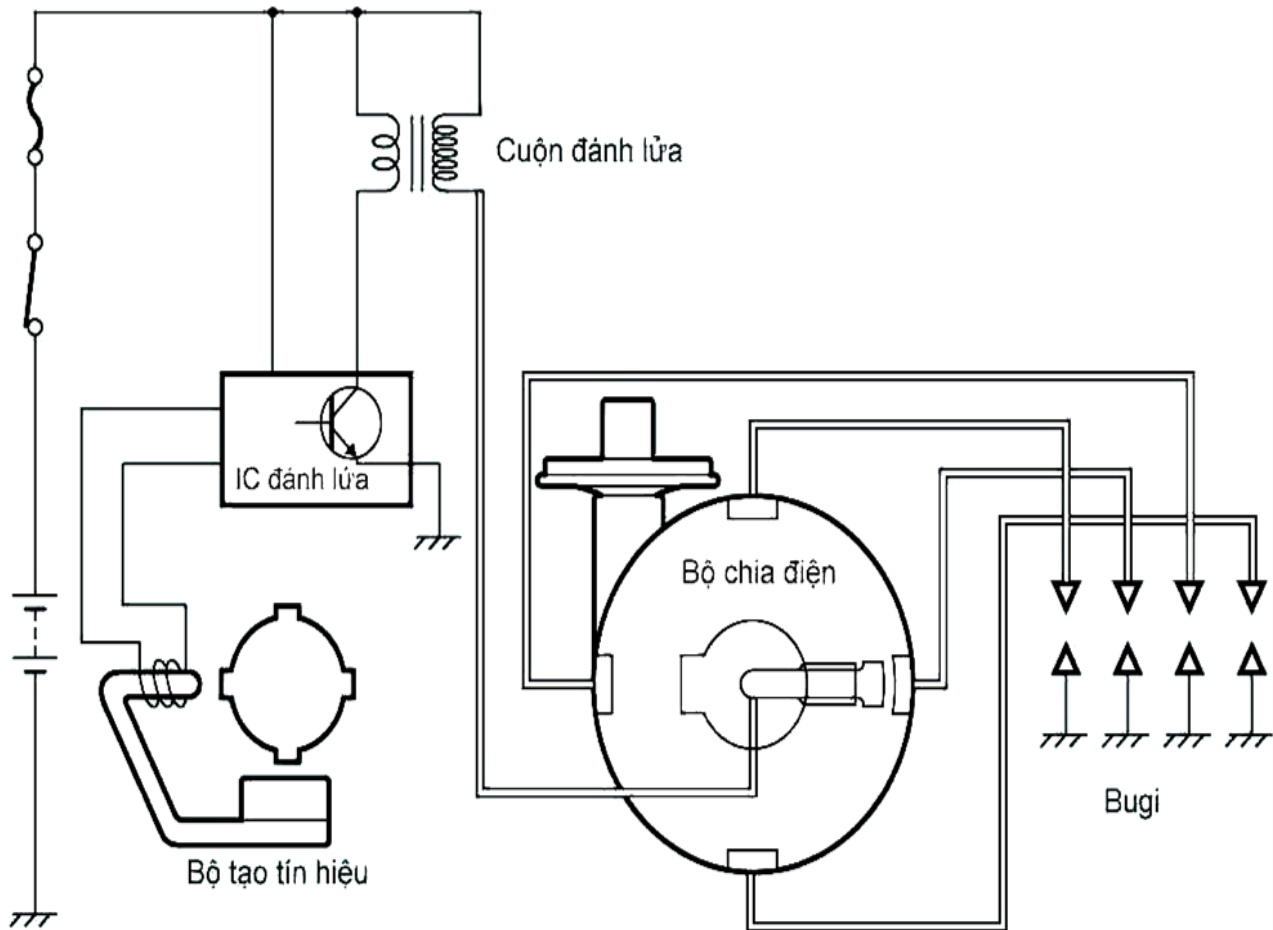 Cuộn đánh lửa
IC đánh lửa
Bộ chia điện
Bugi
Bộ tạo tín hiệu